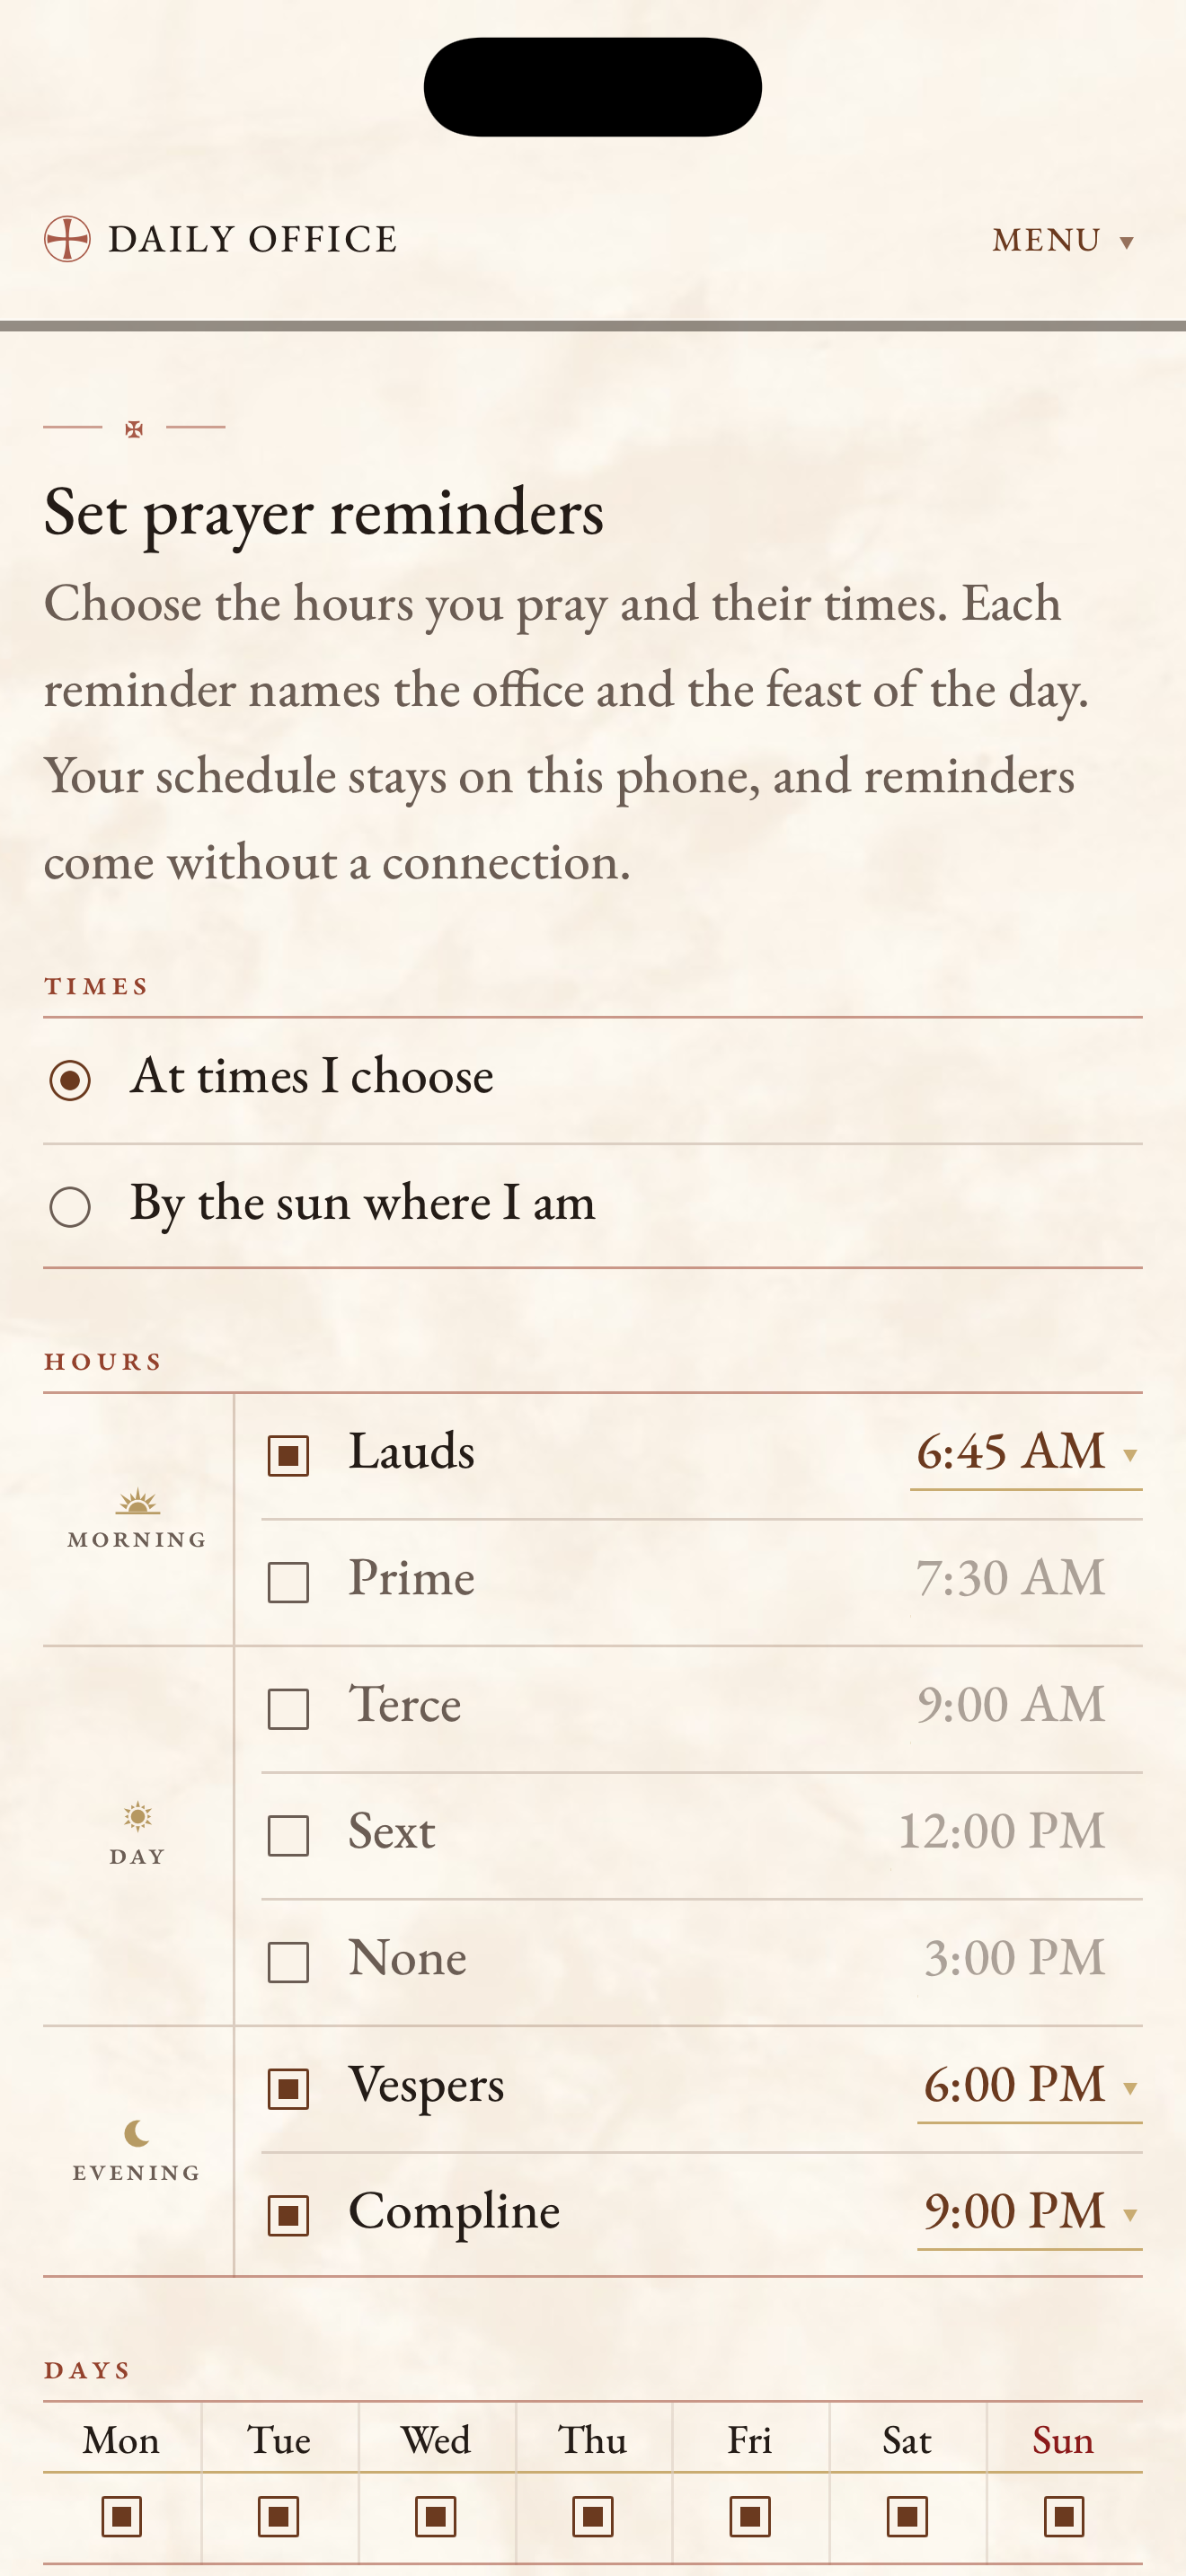 DAILY OFFICE
MENU ▼
Set prayer reminders
Choose the hours you pray and their times. Each
reminder names the office and the feast of the day.
Your schedule stays on this phone, and reminders
come without a connection.
TIMES
At times I choose
By the sun where I am
HOURS
MORNING
Lauds 6:45 AM ▼
Prime 7:30 AM
DAY
Terce 9:00 AM
Sext 12:00 PM
None 3:00 PM
EVENING
Vespers 6:00 PM ▼
Compline 9:00 PM ▼
DAYS
Mon Tue Wed Thu Fri Sat Sun